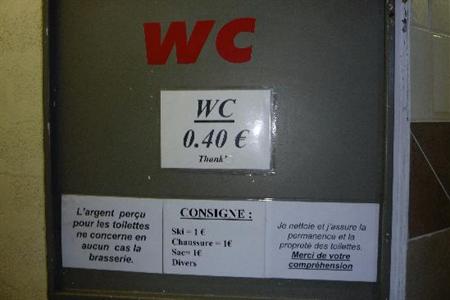 WC
WC
0.40 €
L'argent perçu
pour les toilettes
ne concerne en
aucun cas la
brasserie.
CONSIGNE :
Ski = 1 €
Chaussure = 1€
Sac= 1€
Divers
Je nettoie et j'assure la
permanence et la
propreté des toilettes.
Merci de votre
compréhension